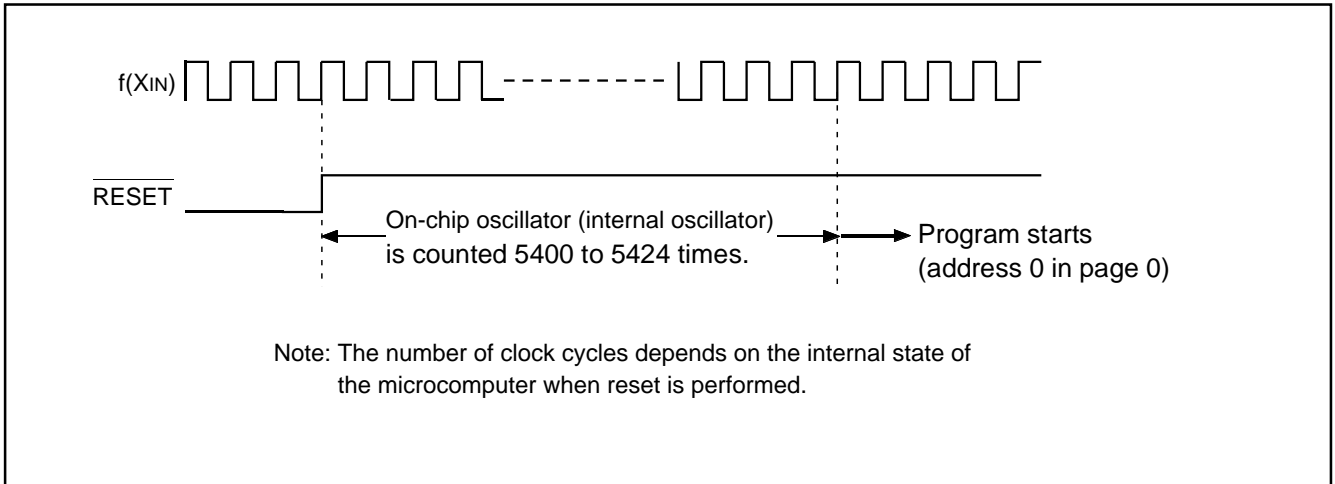 f(XIN)
RESET
On-chip oscillator (internal oscillator)
is counted 5400 to 5424 times.
Program starts
(address 0 in page 0)
Note: The number of clock cycles depends on the internal state of
the microcomputer when reset is performed.